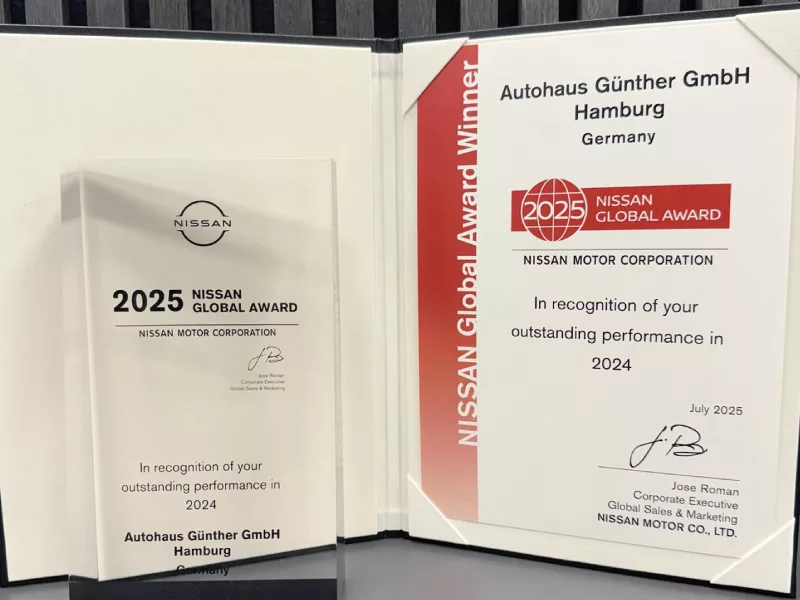 NISSAN
2025 NISSAN
GLOBAL AWARD
NISSAN MOTOR CORPORATION
Jose Roman
Corporate Executive
Global Sales & Marketing
In recognition of your
outstanding performance in
2024
Autohaus Günther GmbH
Hamburg
Germany
NISSAN Global Award Winner
Autohaus Günther GmbH
Hamburg
Germany
2025 NISSAN
GLOBAL AWARD
NISSAN MOTOR CORPORATION
In recognition of your
outstanding performance in
2024
July 2025
Jose Roman
Corporate Executive
Global Sales & Marketing
NISSAN MOTOR CO., LTD.